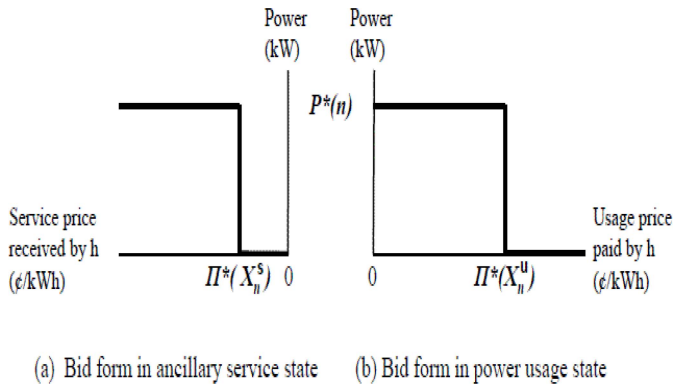 Power
(kW)
Power
(kW)
P*(n)
Service price
received by h
(¢/kWh)
Π*(X_n^s)
0
0
Π*(X_n^u)
Usage price
paid by h
(¢/kWh)
(a) Bid form in ancillary service state
(b) Bid form in power usage state